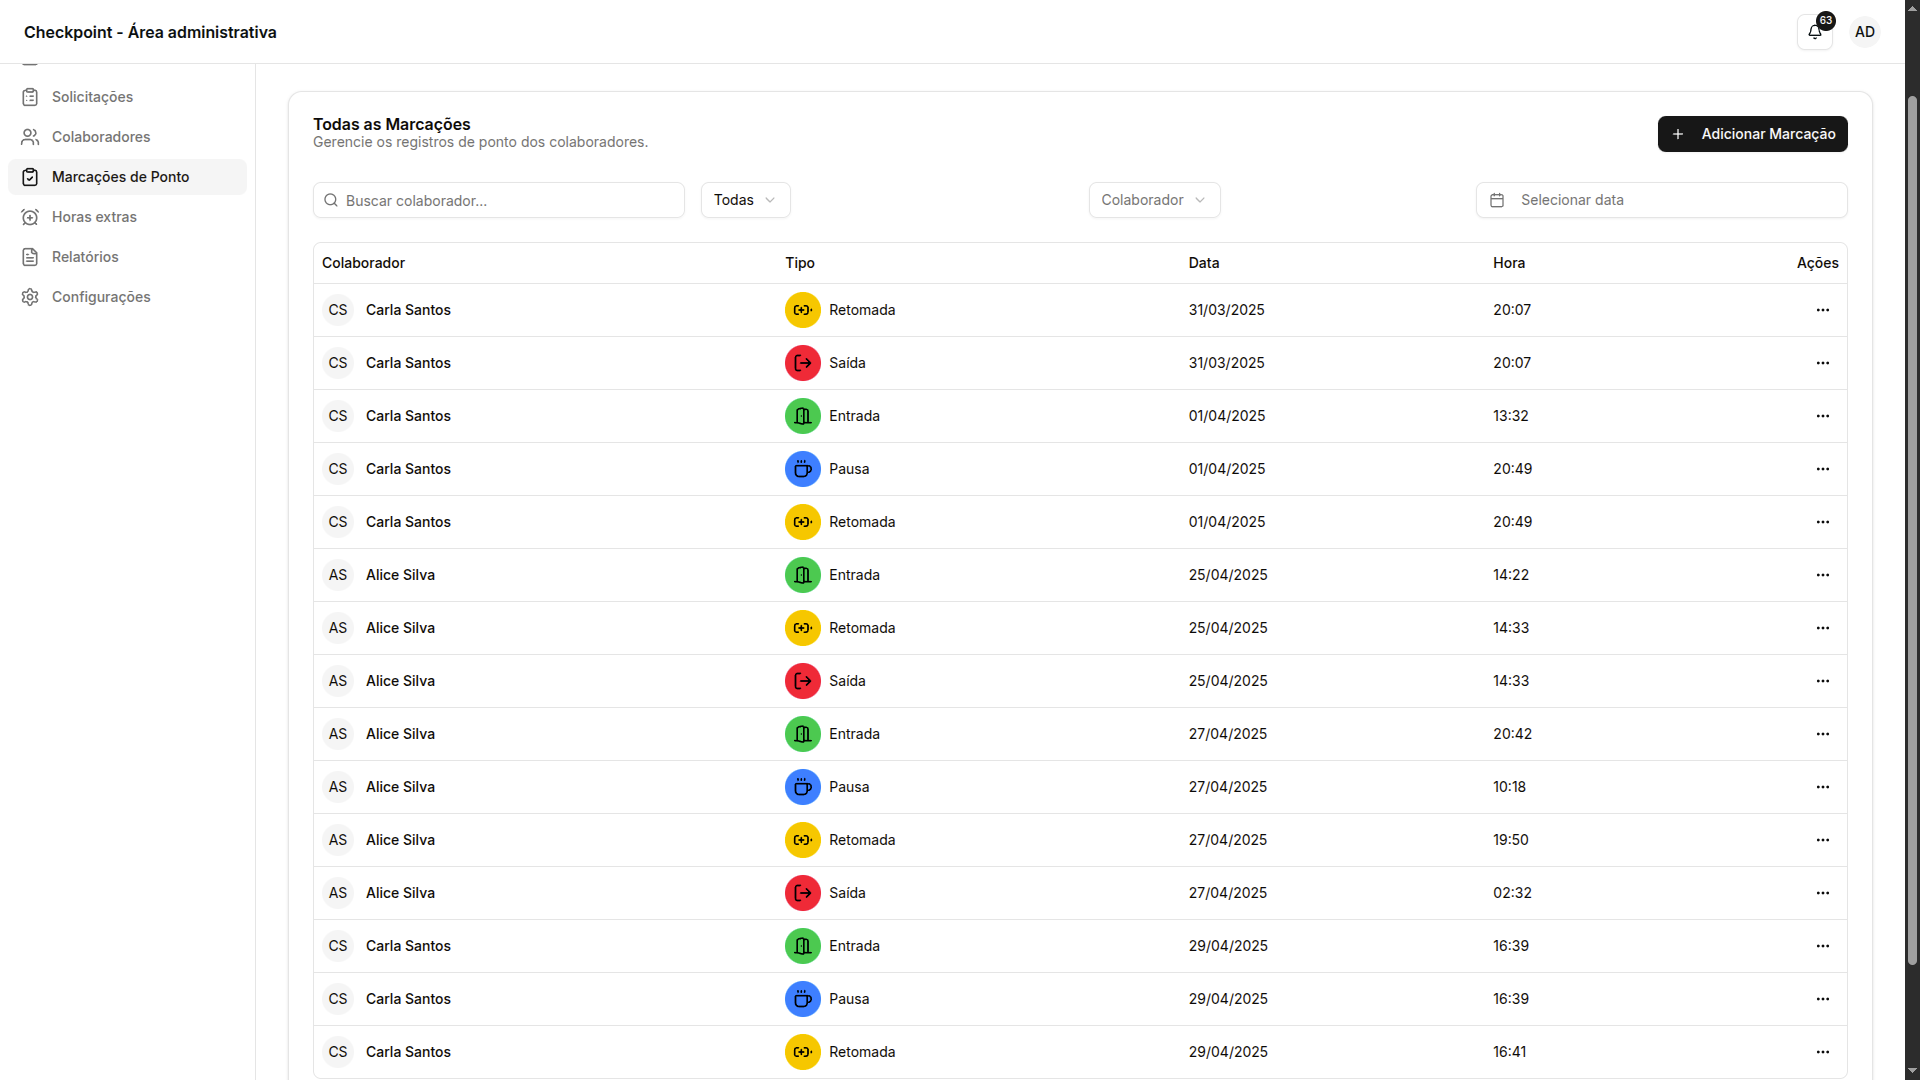 Checkpoint - Área administrativa
63
AD
Solicitações
Colaboradores
Marcações de Ponto
Horas extras
Relatórios
Configurações
Todas as Marcações
Gerencie os registros de ponto dos colaboradores.
Adicionar Marcação
Buscar colaborador...
Todas
Colaborador
Selecionar data
Colaborador Tipo Data Hora Ações
CS Carla Santos Retomada 31/03/2025 20:07
CS Carla Santos Saída 31/03/2025 20:07
CS Carla Santos Entrada 01/04/2025 13:32
CS Carla Santos Pausa 01/04/2025 20:49
CS Carla Santos Retomada 01/04/2025 20:49
AS Alice Silva Entrada 25/04/2025 14:22
AS Alice Silva Retomada 25/04/2025 14:33
AS Alice Silva Saída 25/04/2025 14:33
AS Alice Silva Entrada 27/04/2025 20:42
AS Alice Silva Pausa 27/04/2025 10:18
AS Alice Silva Retomada 27/04/2025 19:50
AS Alice Silva Saída 27/04/2025 02:32
CS Carla Santos Entrada 29/04/2025 16:39
CS Carla Santos Pausa 29/04/2025 16:39
CS Carla Santos Retomada 29/04/2025 16:41